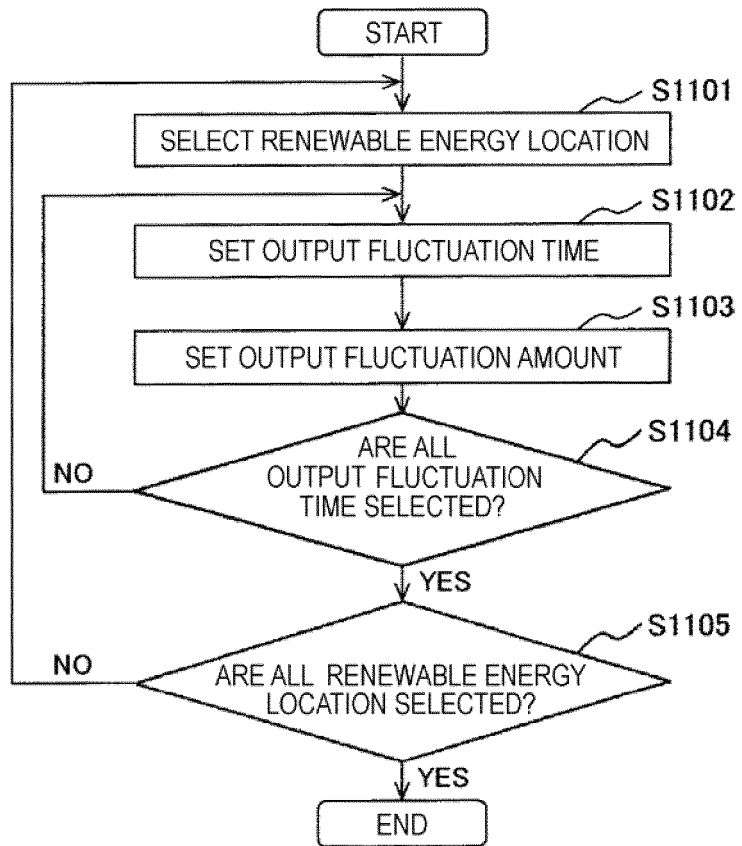 START
S1101
SELECT RENEWABLE ENERGY LOCATION
S1102
SET OUTPUT FLUCTUATION TIME
S1103
SET OUTPUT FLUCTUATION AMOUNT
S1104
ARE ALL
OUTPUT FLUCTUATION
TIME SELECTED?
NO
YES
S1105
ARE ALL RENEWABLE ENERGY
LOCATION SELECTED?
NO
YES
END